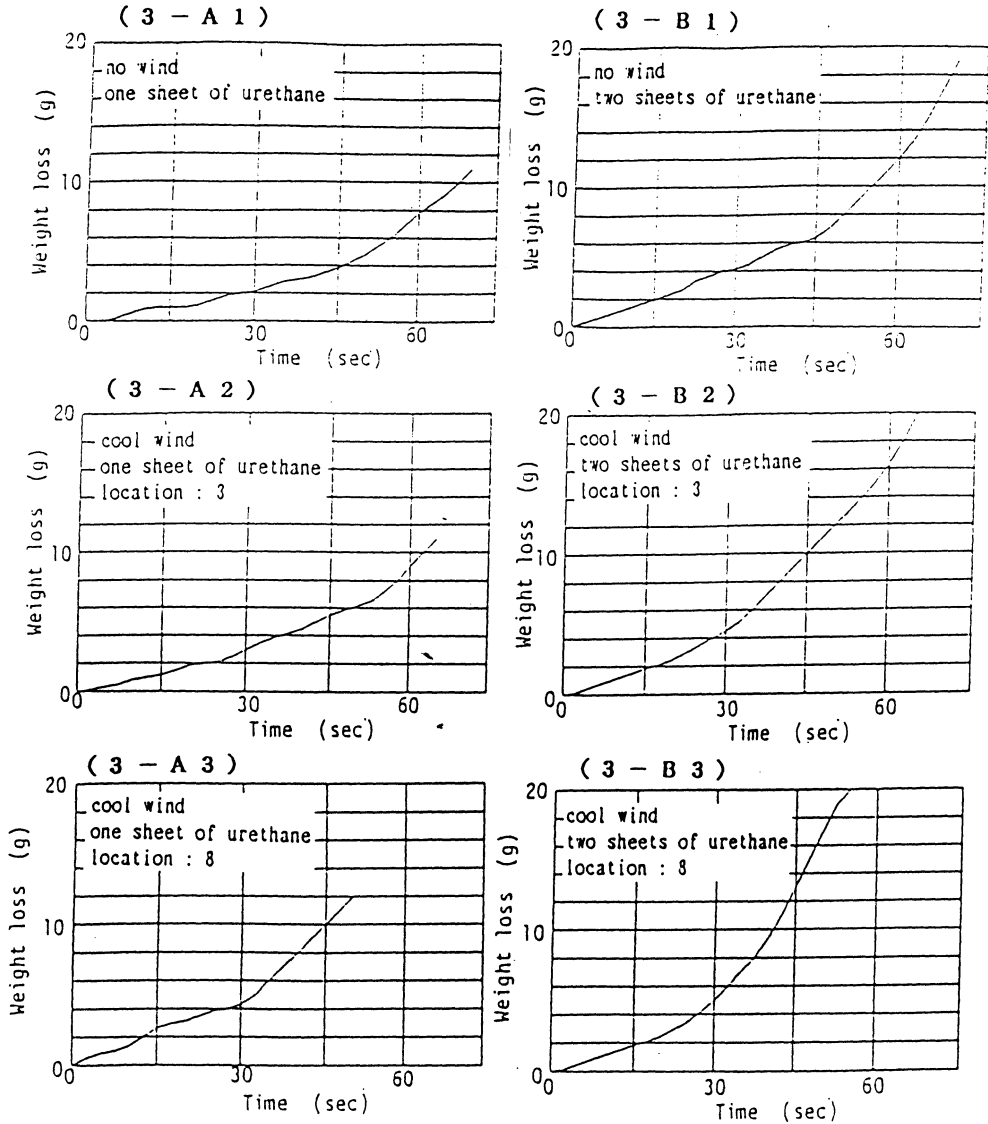 ( 3 - A 1 )
20
10
0
0
30
60
Weight loss (g)
no wind
one sheet of urethane
Time (sec)
( 3 - B 1 )
20
10
0
0
30
60
Weight loss (g)
no wind
two sheets of urethane
Time (sec)
( 3 - A 2 )
20
10
0
0
30
60
Weight loss (g)
cool wind
one sheet of urethane
location : 3
Time (sec)
( 3 - B 2 )
20
10
0
0
30
60
Weight loss (g)
cool wind
two sheets of urethane
location : 3
Time (sec)
( 3 - A 3 )
20
10
0
0
30
60
Weight loss (g)
cool wind
one sheet of urethane
location : 8
Time (sec)
( 3 - B 3 )
20
10
0
0
30
60
Weight loss (g)
cool wind
two sheets of urethane
location : 8
Time (sec)